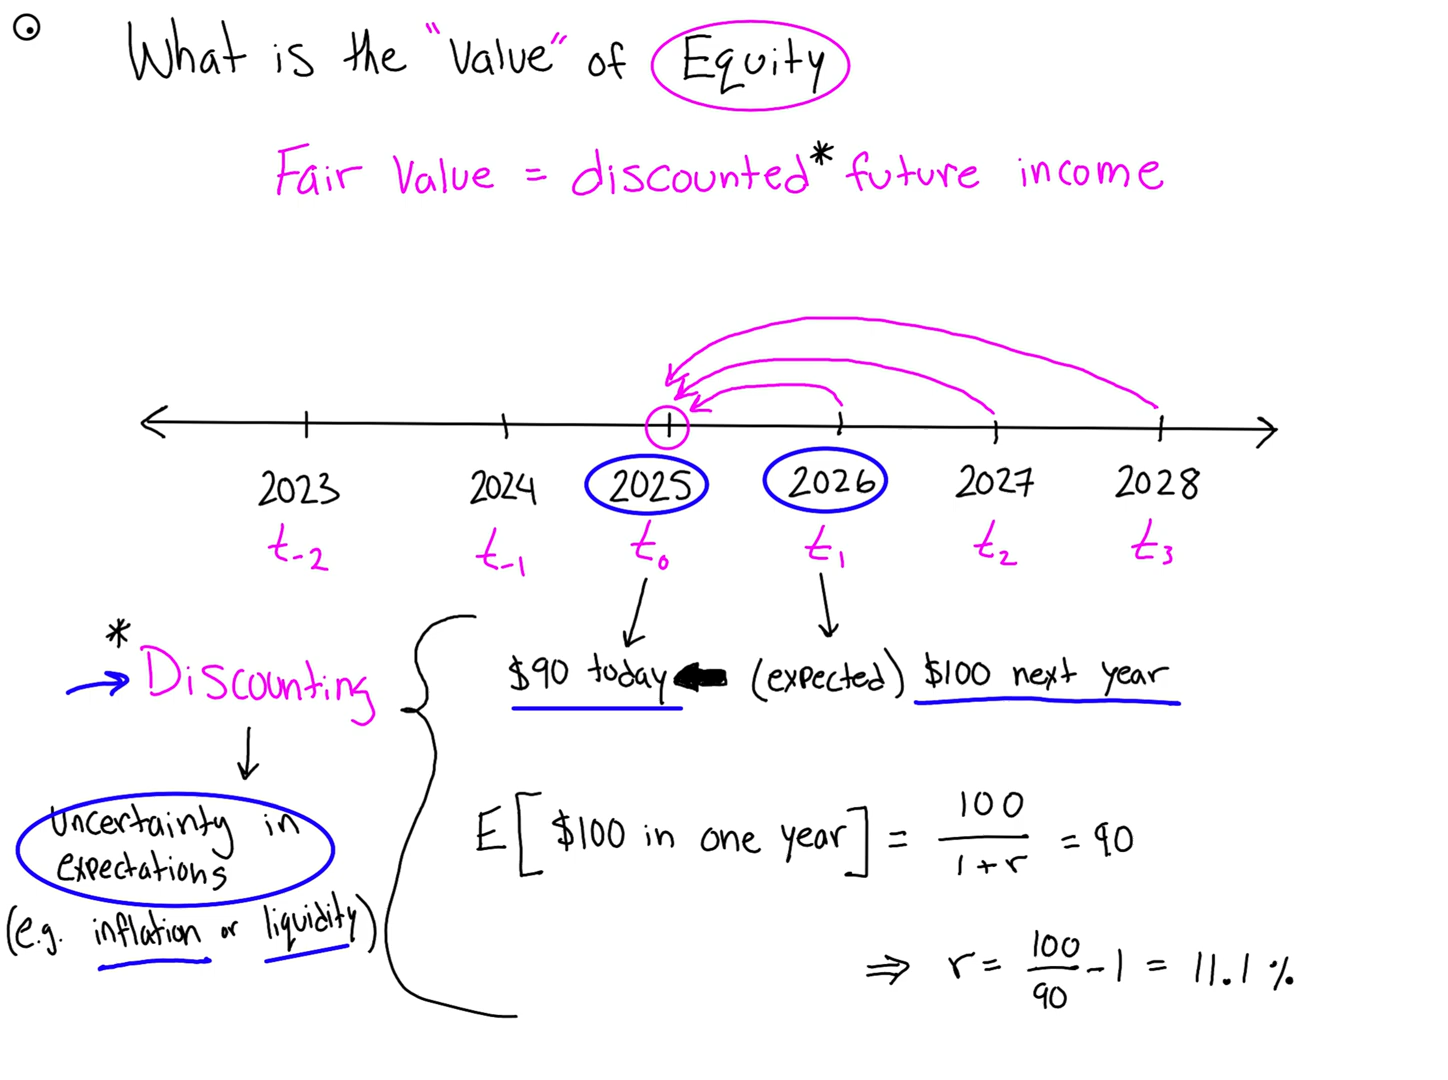 What is the "Value" of Equity
Fair Value = discounted* future income
2023 2024 2025 2026 2027 2028
t₋₂ t₋₁ t₀ t₁ t₂ t₃
* Discounting
$90 today (expected) $100 next year
Uncertainty in
expectations
(e.g. inflation or liquidity)
E[$100 in one year] = 100/(1+r) = 90
⇒ r = 100/90 - 1 = 11.1%